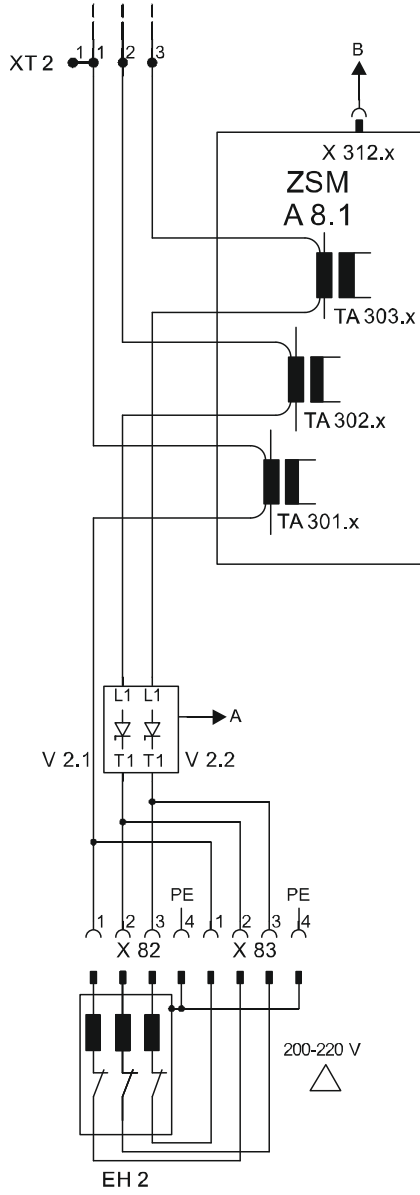 XT 2 1 1 2 3
B
X 312.x
ZSM
A 8.1
TA 303.x
TA 302.x
TA 301.x
L1 L1
A
T1 T1
V 2.1 V 2.2
PE PE
1 2 3 4 1 2 3 4
X 82 X 83
200-220 V
EH 2